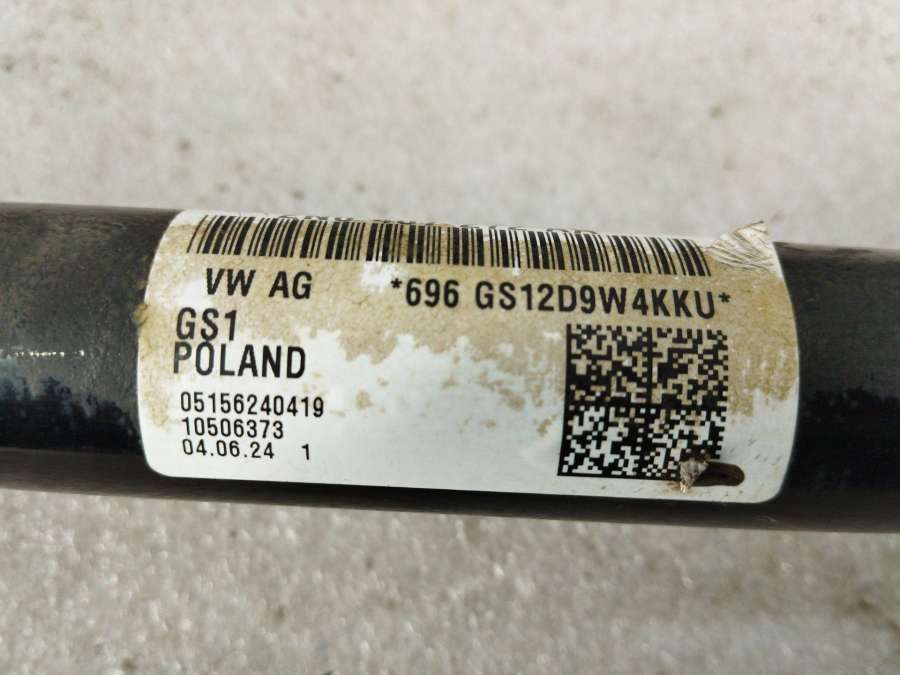 VW AG *696 GS12D9W4KKU*
GS1
POLAND
05156240419
10506373
04.06.24 1